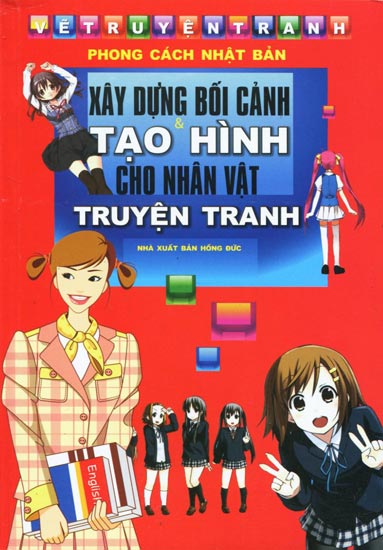 VẼ TRUYỆN TRANH
PHONG CÁCH NHẬT BẢN
XÂY DỰNG BỐI CẢNH
&
TẠO HÌNH
CHO NHÂN VẬT
TRUYỆN TRANH
NHÀ XUẤT BẢN HỒNG ĐỨC
English